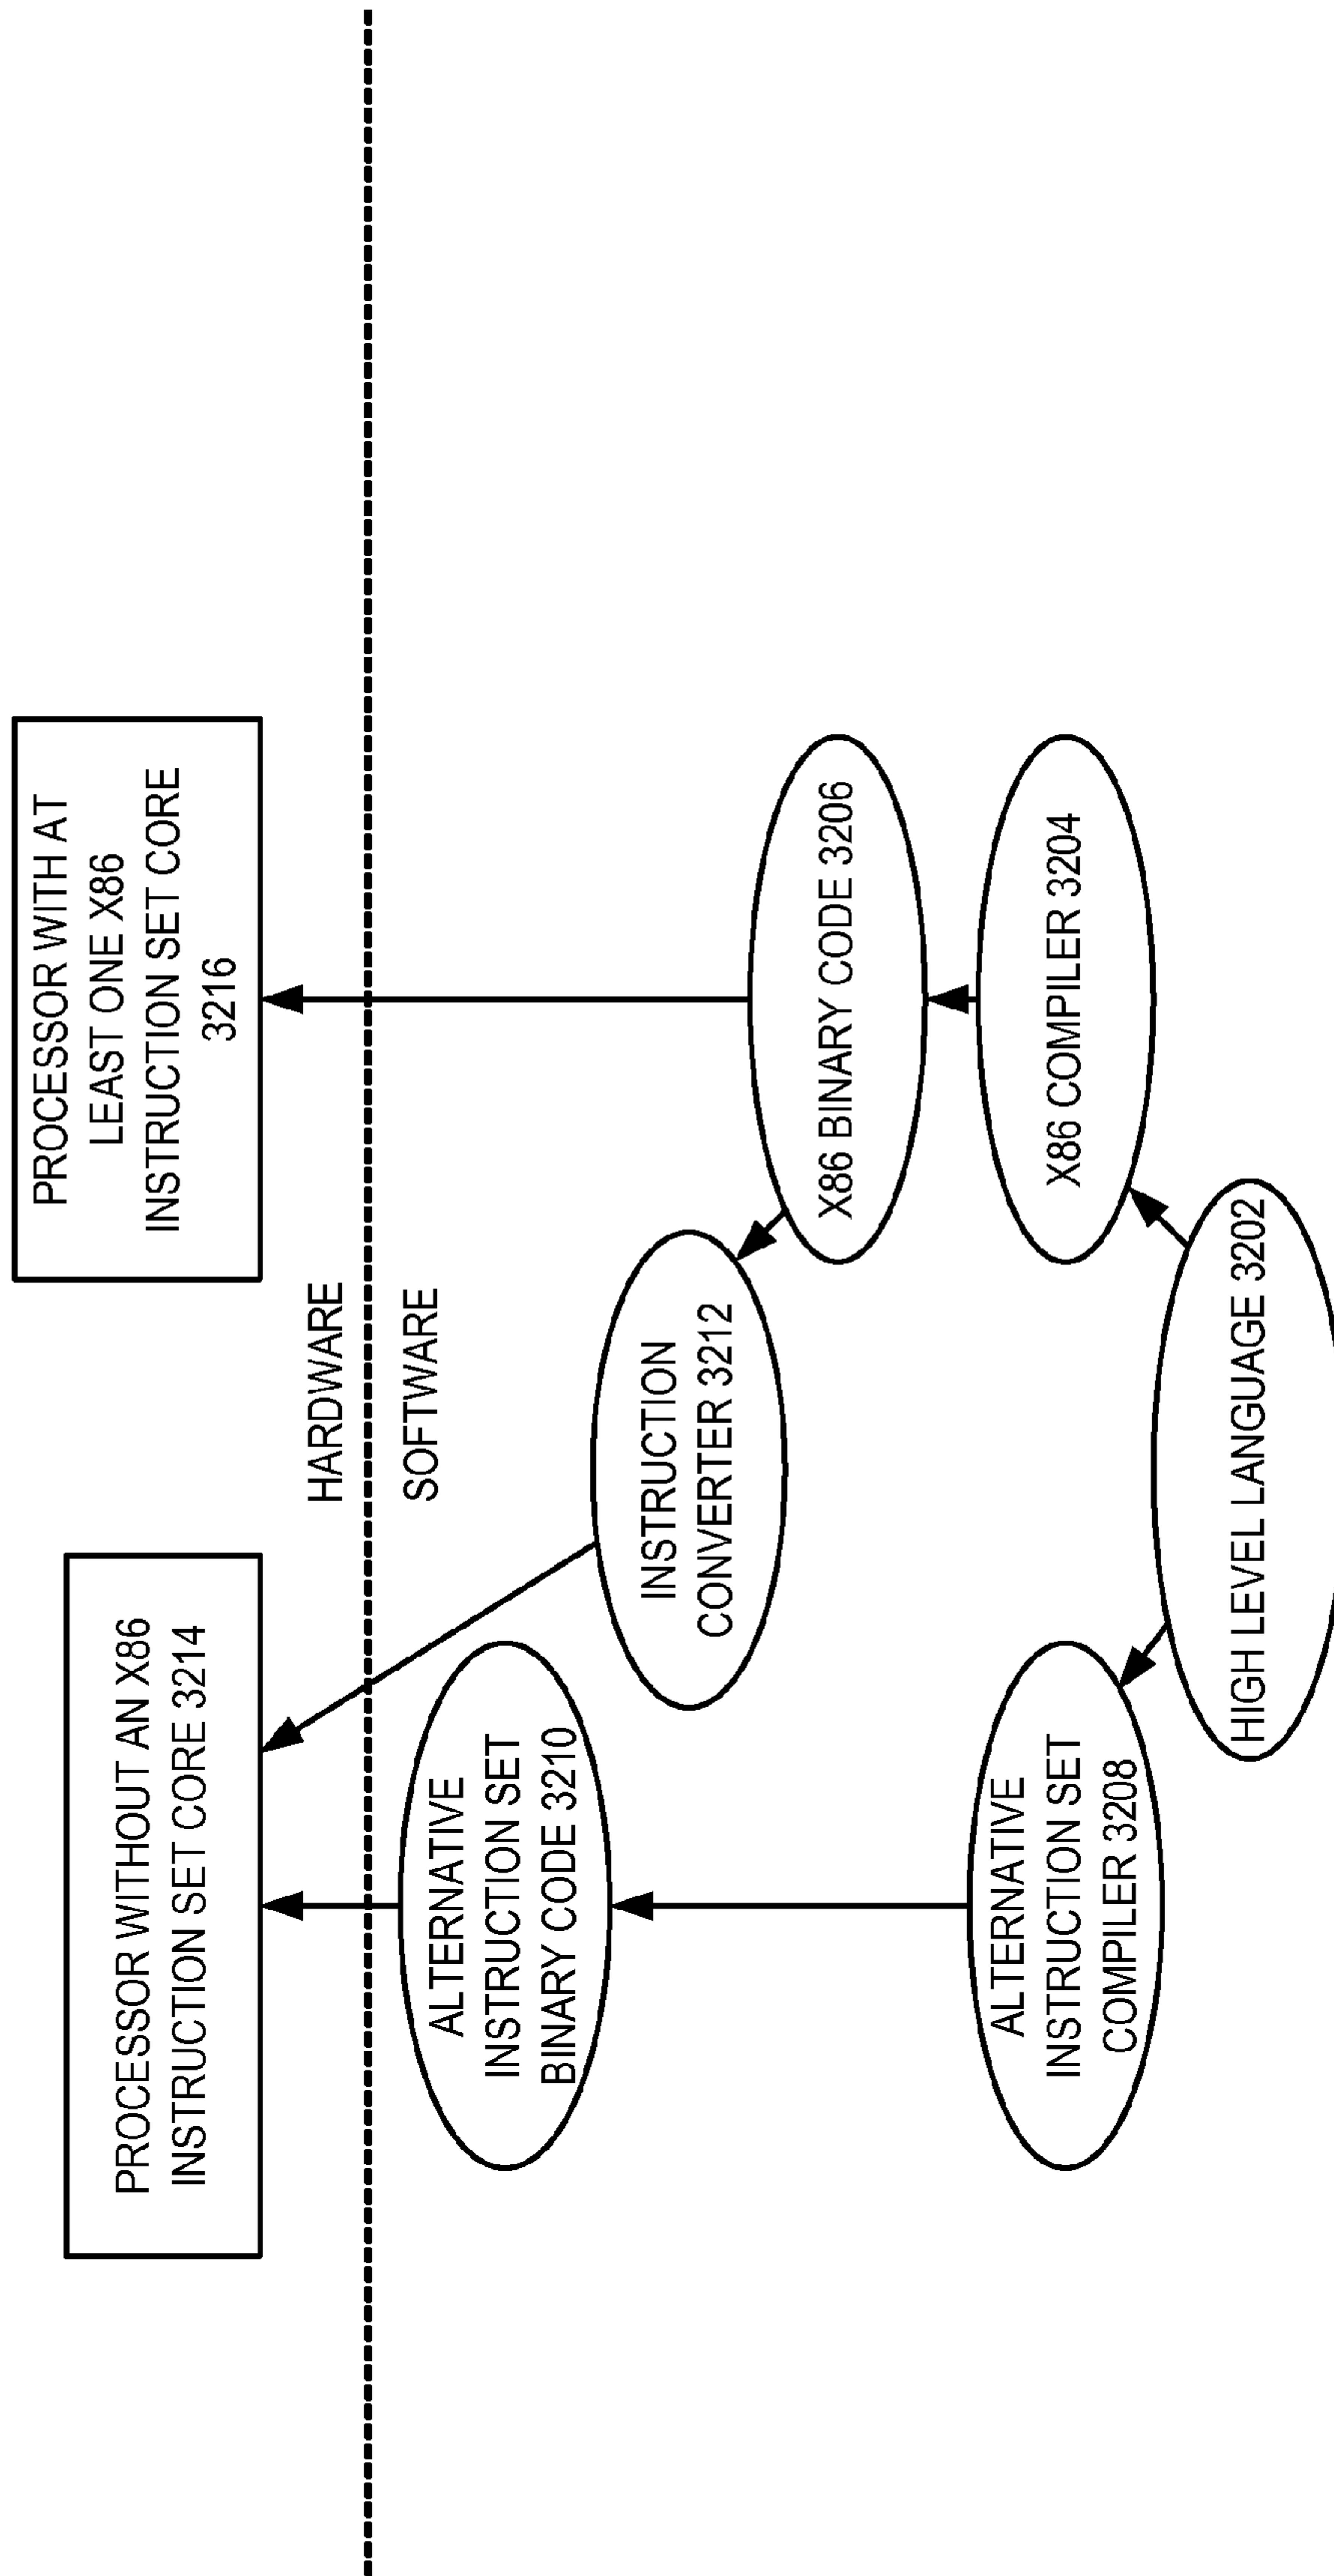 PROCESSOR WITHOUT AN X86
INSTRUCTION SET CORE 3214
PROCESSOR WITH AT
LEAST ONE X86
INSTRUCTION SET CORE
3216
HARDWARE
SOFTWARE
ALTERNATIVE
INSTRUCTION SET
BINARY CODE 3210
INSTRUCTION
CONVERTER 3212
X86 BINARY CODE 3206
ALTERNATIVE
INSTRUCTION SET
COMPILER 3208
X86 COMPILER 3204
HIGH LEVEL LANGUAGE 3202